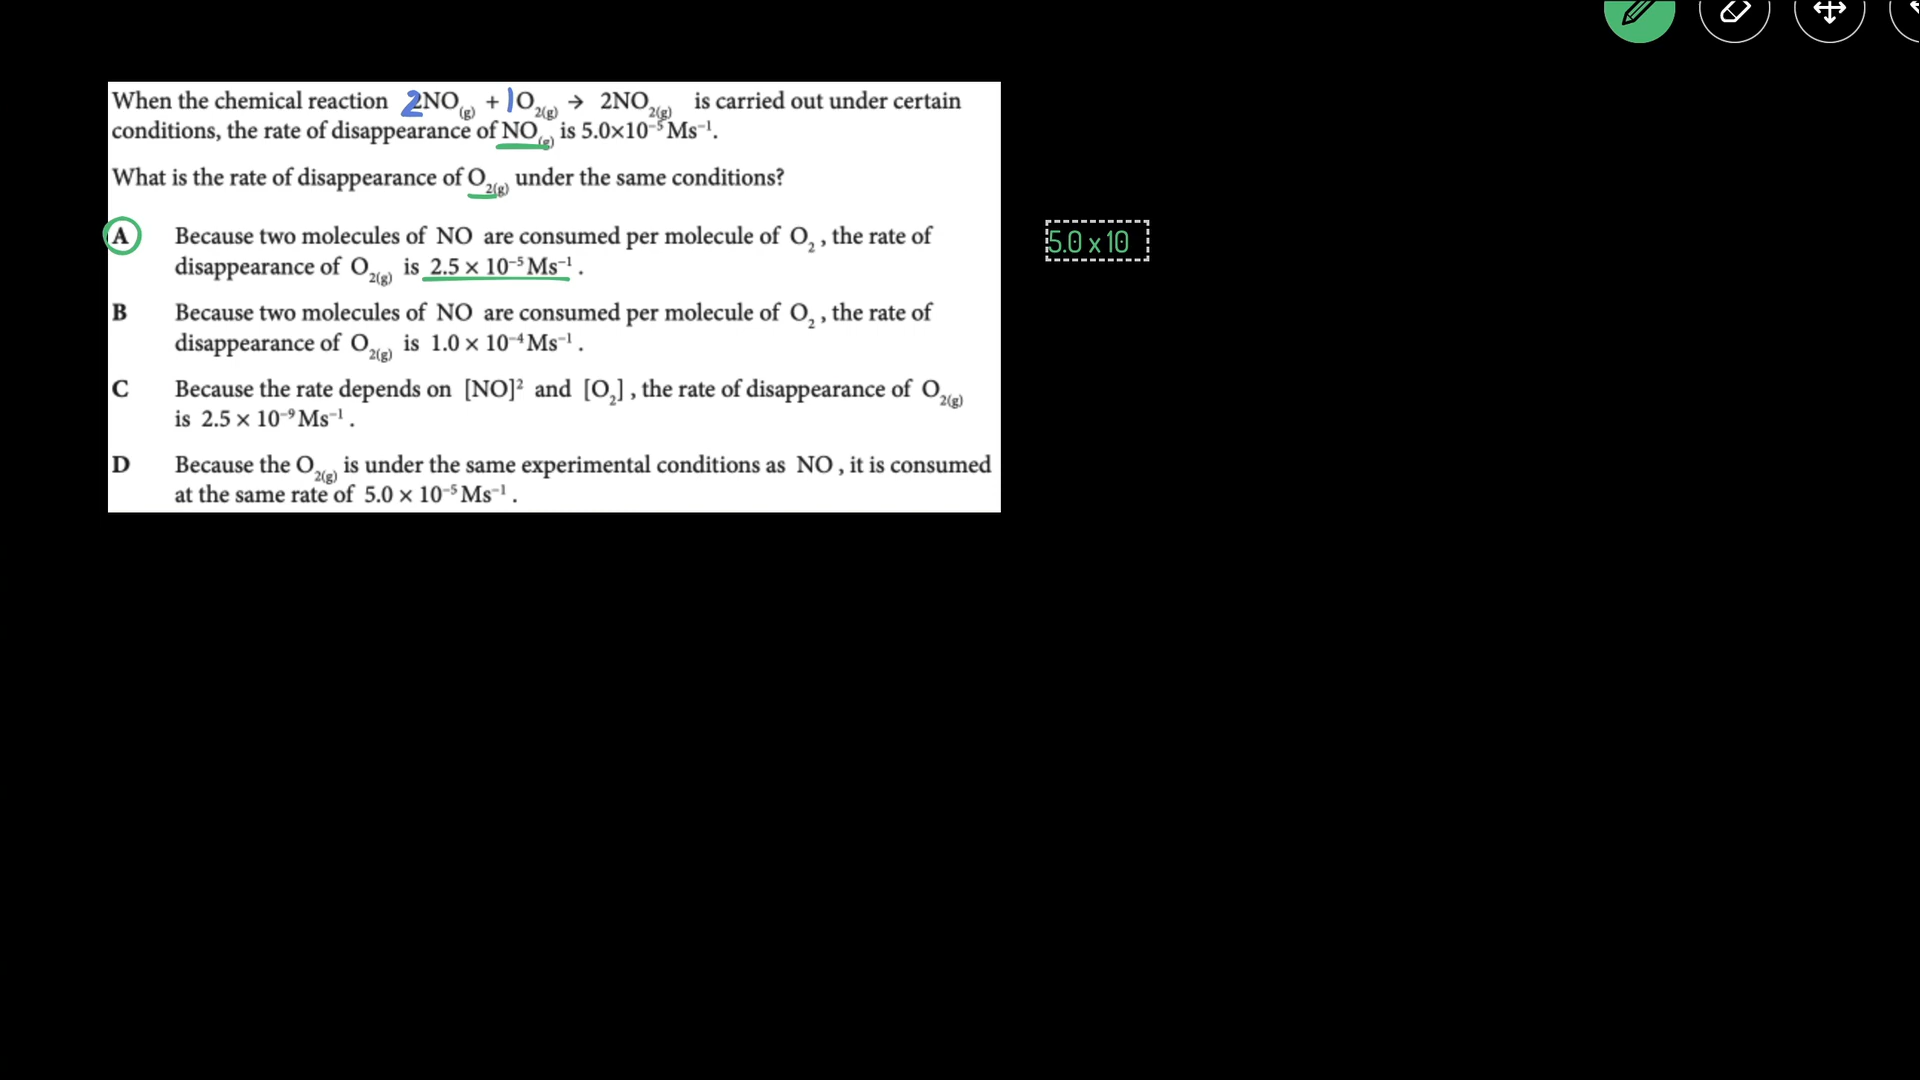 When the chemical reaction 2NO(g) + 1O2(g) → 2NO2(g) is carried out under certain
conditions, the rate of disappearance of NO(g) is 5.0×10⁻⁵ Ms⁻¹.
What is the rate of disappearance of O2(g) under the same conditions?
A Because two molecules of NO are consumed per molecule of O2, the rate of
disappearance of O2(g) is 2.5 × 10⁻⁵ Ms⁻¹.
5.0 x 10
B Because two molecules of NO are consumed per molecule of O2, the rate of
disappearance of O2(g) is 1.0 × 10⁻⁴ Ms⁻¹.
C Because the rate depends on [NO]² and [O2], the rate of disappearance of O2(g)
is 2.5 × 10⁻⁹ Ms⁻¹.
D Because the O2(g) is under the same experimental conditions as NO, it is consumed
at the same rate of 5.0 × 10⁻⁵ Ms⁻¹.